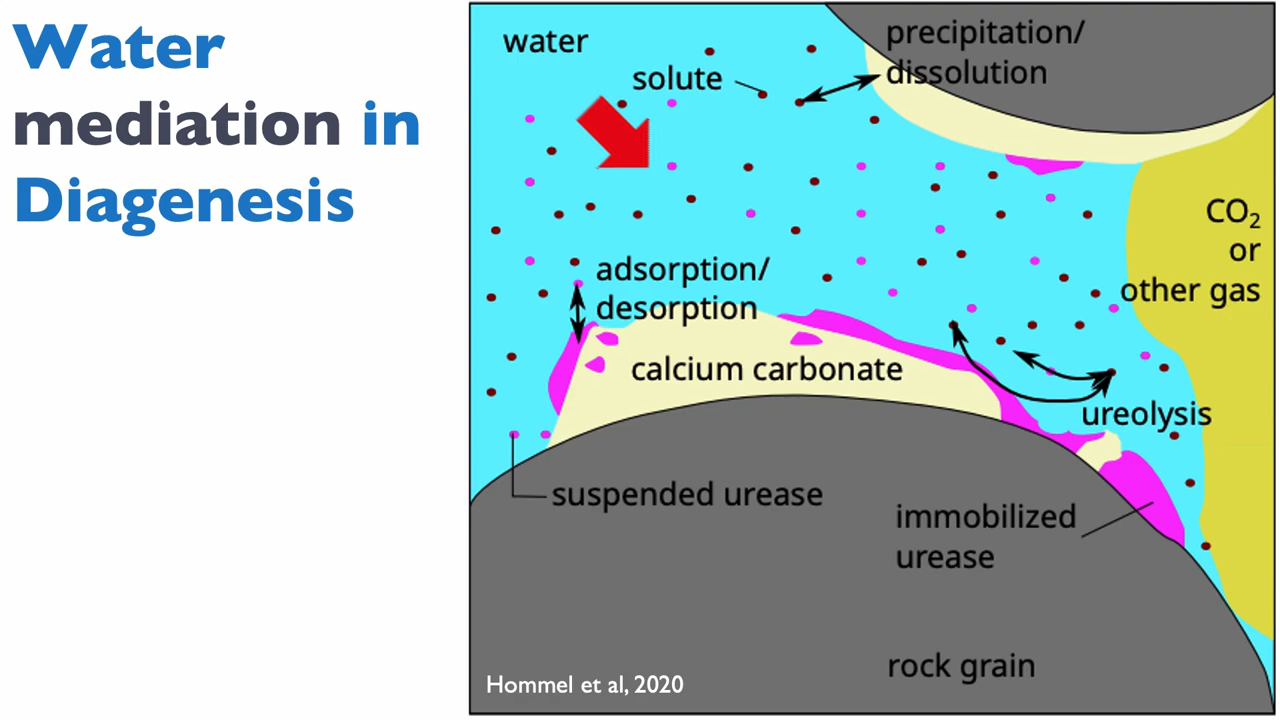 Water
mediation in
Diagenesis
water
solute
precipitation/
dissolution
CO₂
or
other gas
adsorption/
desorption
calcium carbonate
ureolysis
suspended urease
immobilized
urease
rock grain
Hommel et al, 2020